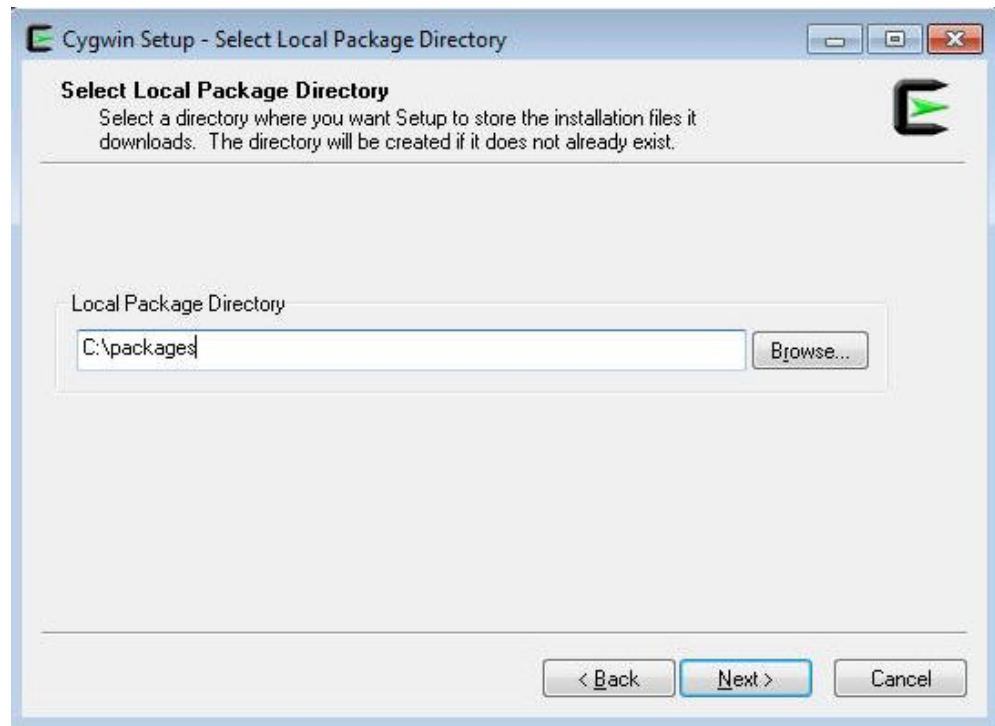 Cygwin Setup - Select Local Package Directory
Select Local Package Directory
Select a directory where you want Setup to store the installation files it
downloads. The directory will be created if it does not already exist.
Local Package Directory
C:\packages
Browse...
< Back
Next >
Cancel